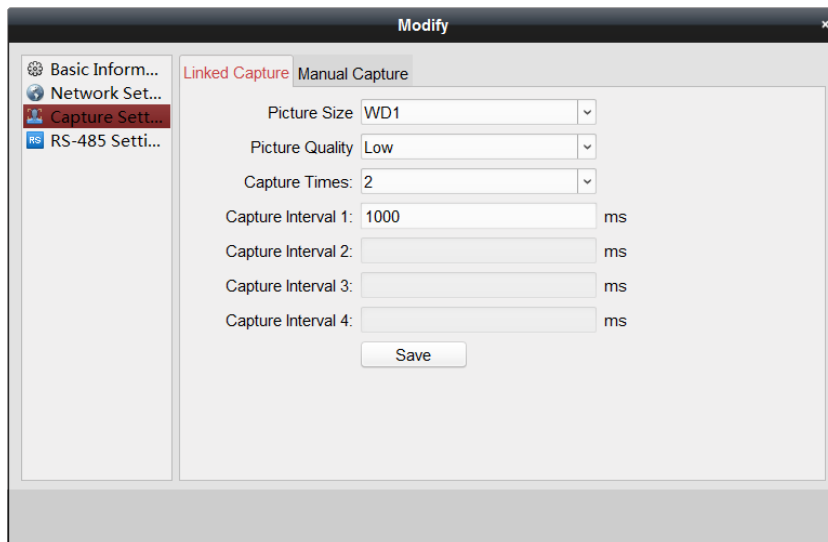 Modify
×
Basic Inform...
Network Set...
Capture Sett...
RS RS-485 Setti...
Linked Capture Manual Capture
Picture Size WD1
Picture Quality Low
Capture Times: 2
Capture Interval 1: 1000 ms
Capture Interval 2: ms
Capture Interval 3: ms
Capture Interval 4: ms
Save